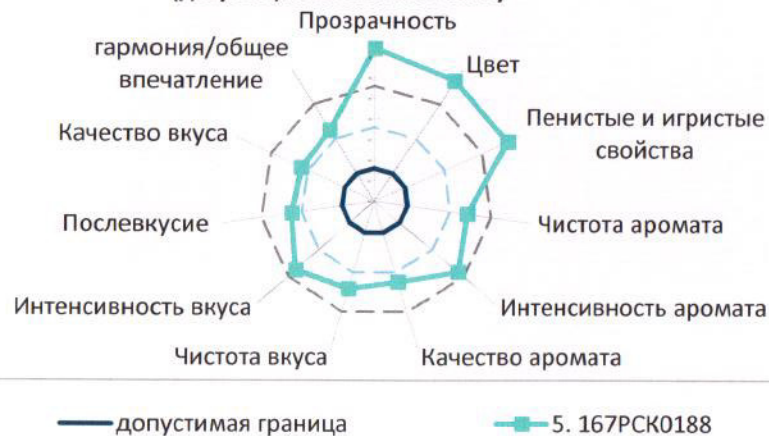 Прозрачность
гармония/общее
впечатление
Цвет
Качество вкуса
Пенистые и игристые
свойства
Послевкусие
Чистота аромата
Интенсивность вкуса
Интенсивность аромата
Чистота вкуса
Качество аромата
допустимая граница
5. 167РСК0188